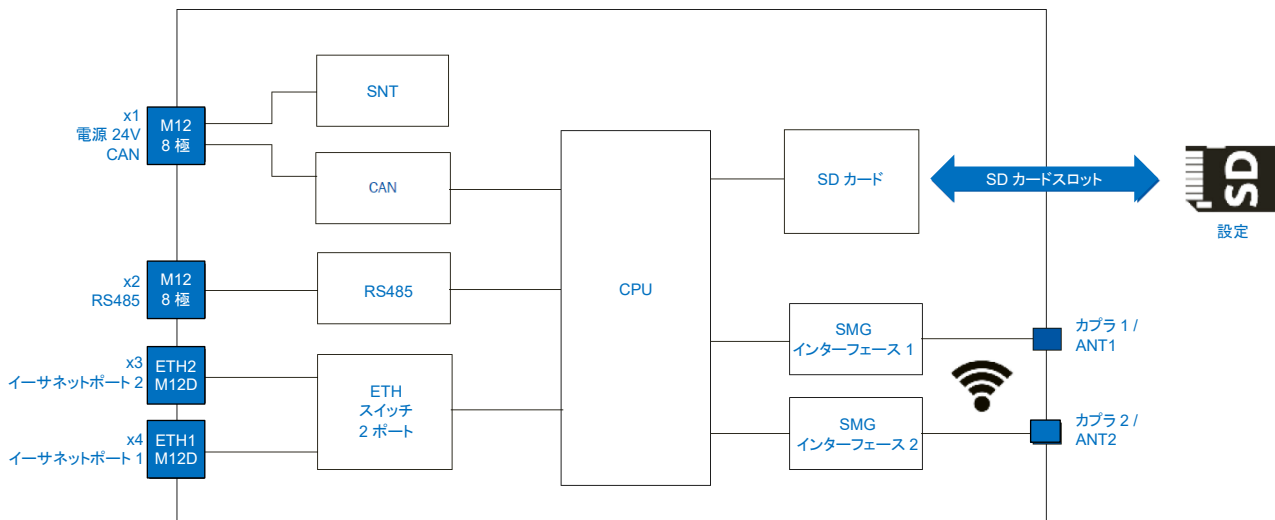 x1
電源 24V
CAN
M12
8 極
SNT
CAN
x2
RS485
M12
8 極
RS485
x3
イーサネットポート 2
ETH2
M12D
x4
イーサネットポート 1
ETH1
M12D
ETH
スイッチ
2 ポート
CPU
SD カード
SD カードスロット
SD
設定
SMG
インターフェース 1
カプラ 1 /
ANT1
SMG
インターフェース 2
カプラ 2 /
ANT2